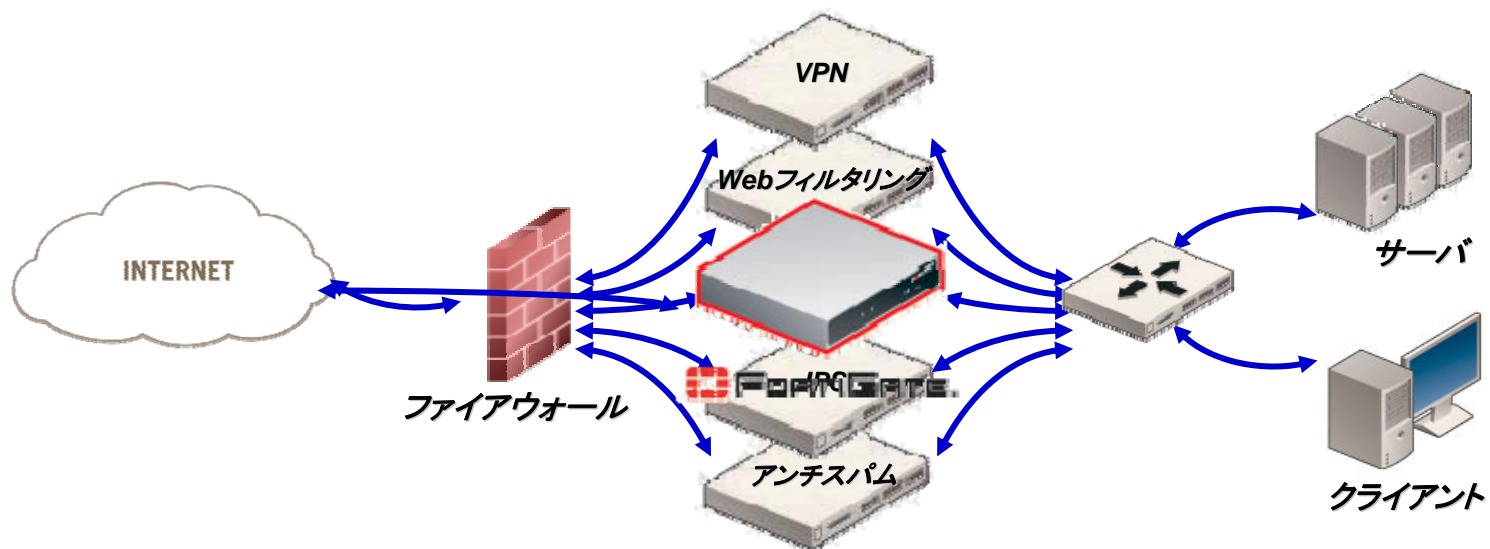 VPN
Webフィルタリング
INTERNET
サーバ
FORTIGATE.
ファイアウォール
アンチスパム
クライアント